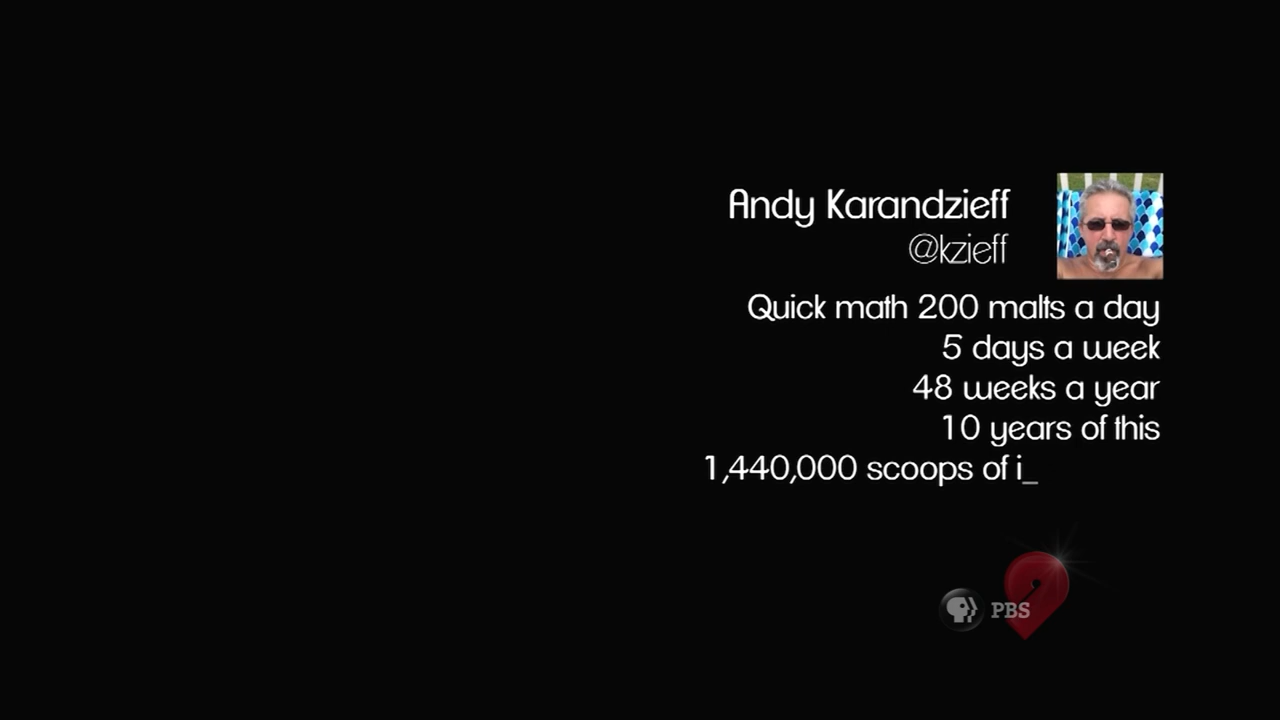 Andy Karandzieff
@kzieff
Quick math 200 malts a day
5 days a week
48 weeks a year
10 years of this
1,440,000 scoops of i_
PBS